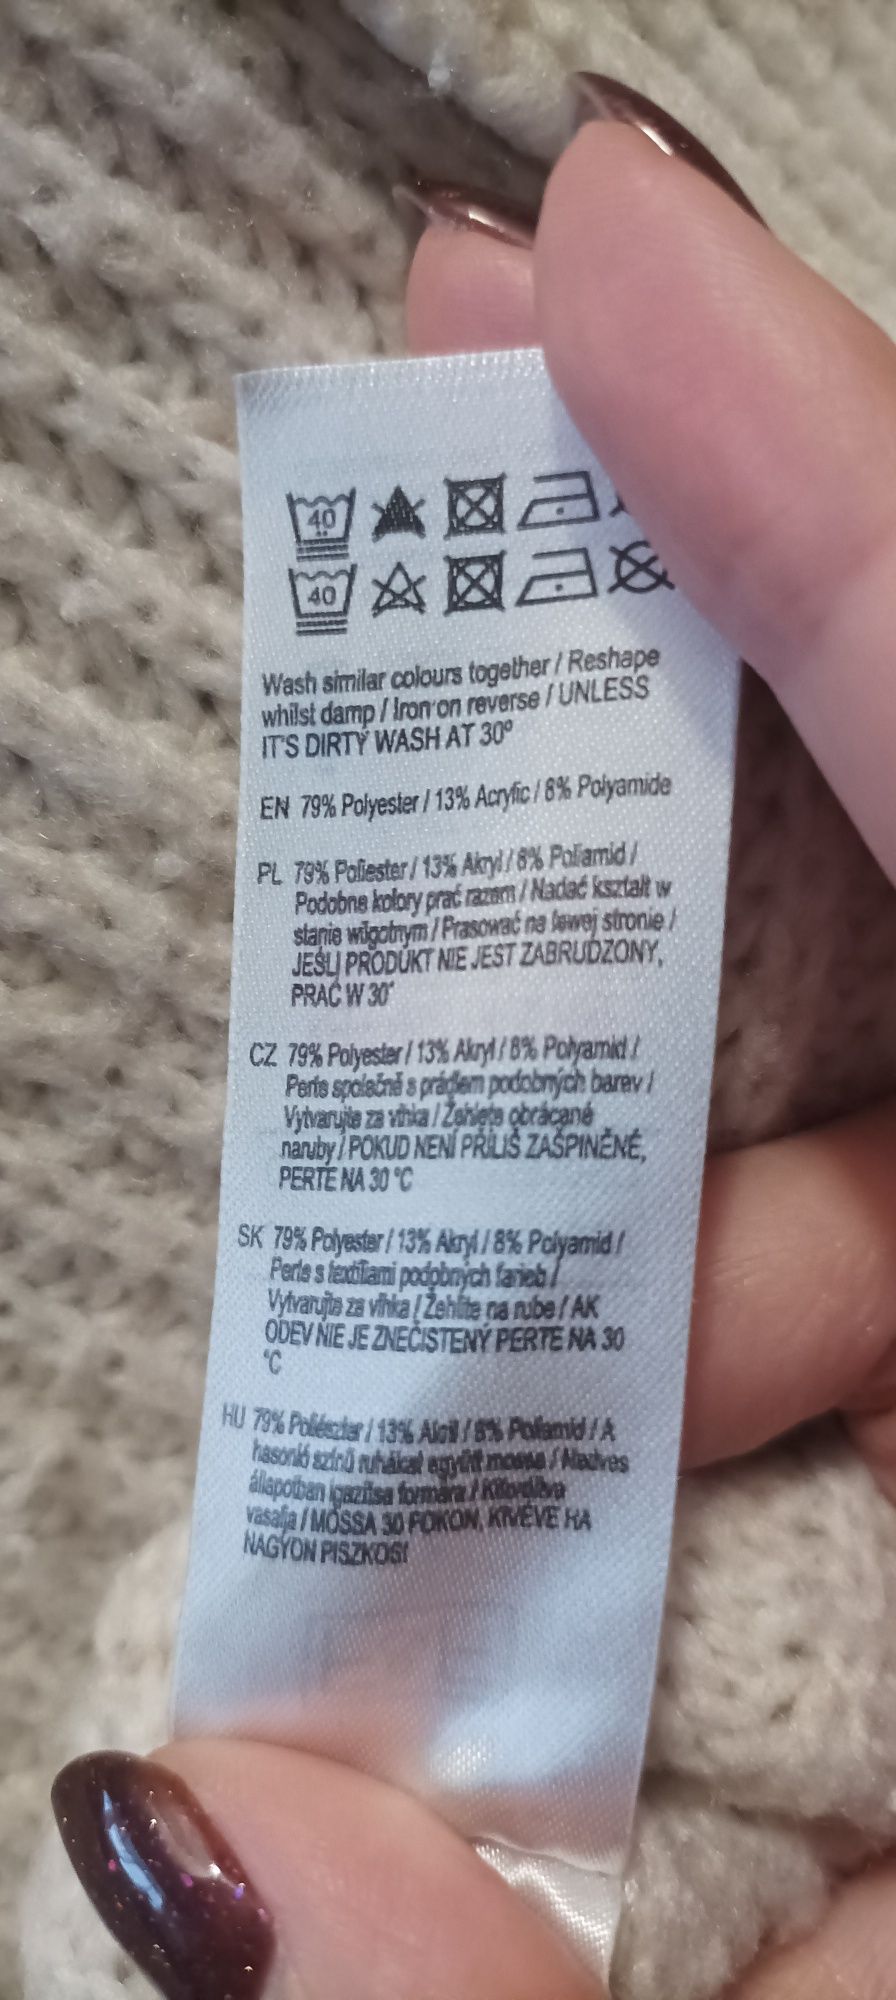 40
40
Wash similar colours together / Reshape
whilst damp / Iron on reverse / UNLESS
IT'S DIRTY WASH AT 30º
EN 79% Polyester / 13% Acrylic / 8% Polyamide
PL 79% Poliester / 13% Akryl / 8% Poliamid /
Podobne kolory prać razem / Nadać kształt w
stanie wilgotnym / Prasować na lewej stronie /
JEŚLI PRODUKT NIE JEST ZABRUDZONY,
PRAĆ W 30°
CZ 79% Polyester / 13% Akryl / 8% Polyamid /
Perte společně s prádlem podobných barev /
Vytvarujte za vlhka / Žehlete obrácené
naruby / POKUD NENÍ PŘÍLIŠ ZAŠPINĚNÉ,
PERTE NA 30 °C
SK 79% Polyester / 13% Akryl / 8% Polyamid /
Perte s textíliami podobných farieb /
Vytvarujte za vlhka / Žehlite na rube / AK
ODEV NIE JE ZNEČISTENÝ PERTE NA 30
°C
HU 79% Poliészter / 13% Akril / 8% Poliamid / A
hasonló színű ruhákat együtt mossa / Nedves
állapotban igazítsa formára / Kifordítva
vasalja / MOSSA 30 FOKON, KIVÉVE HA
NAGYON PISZKOS!